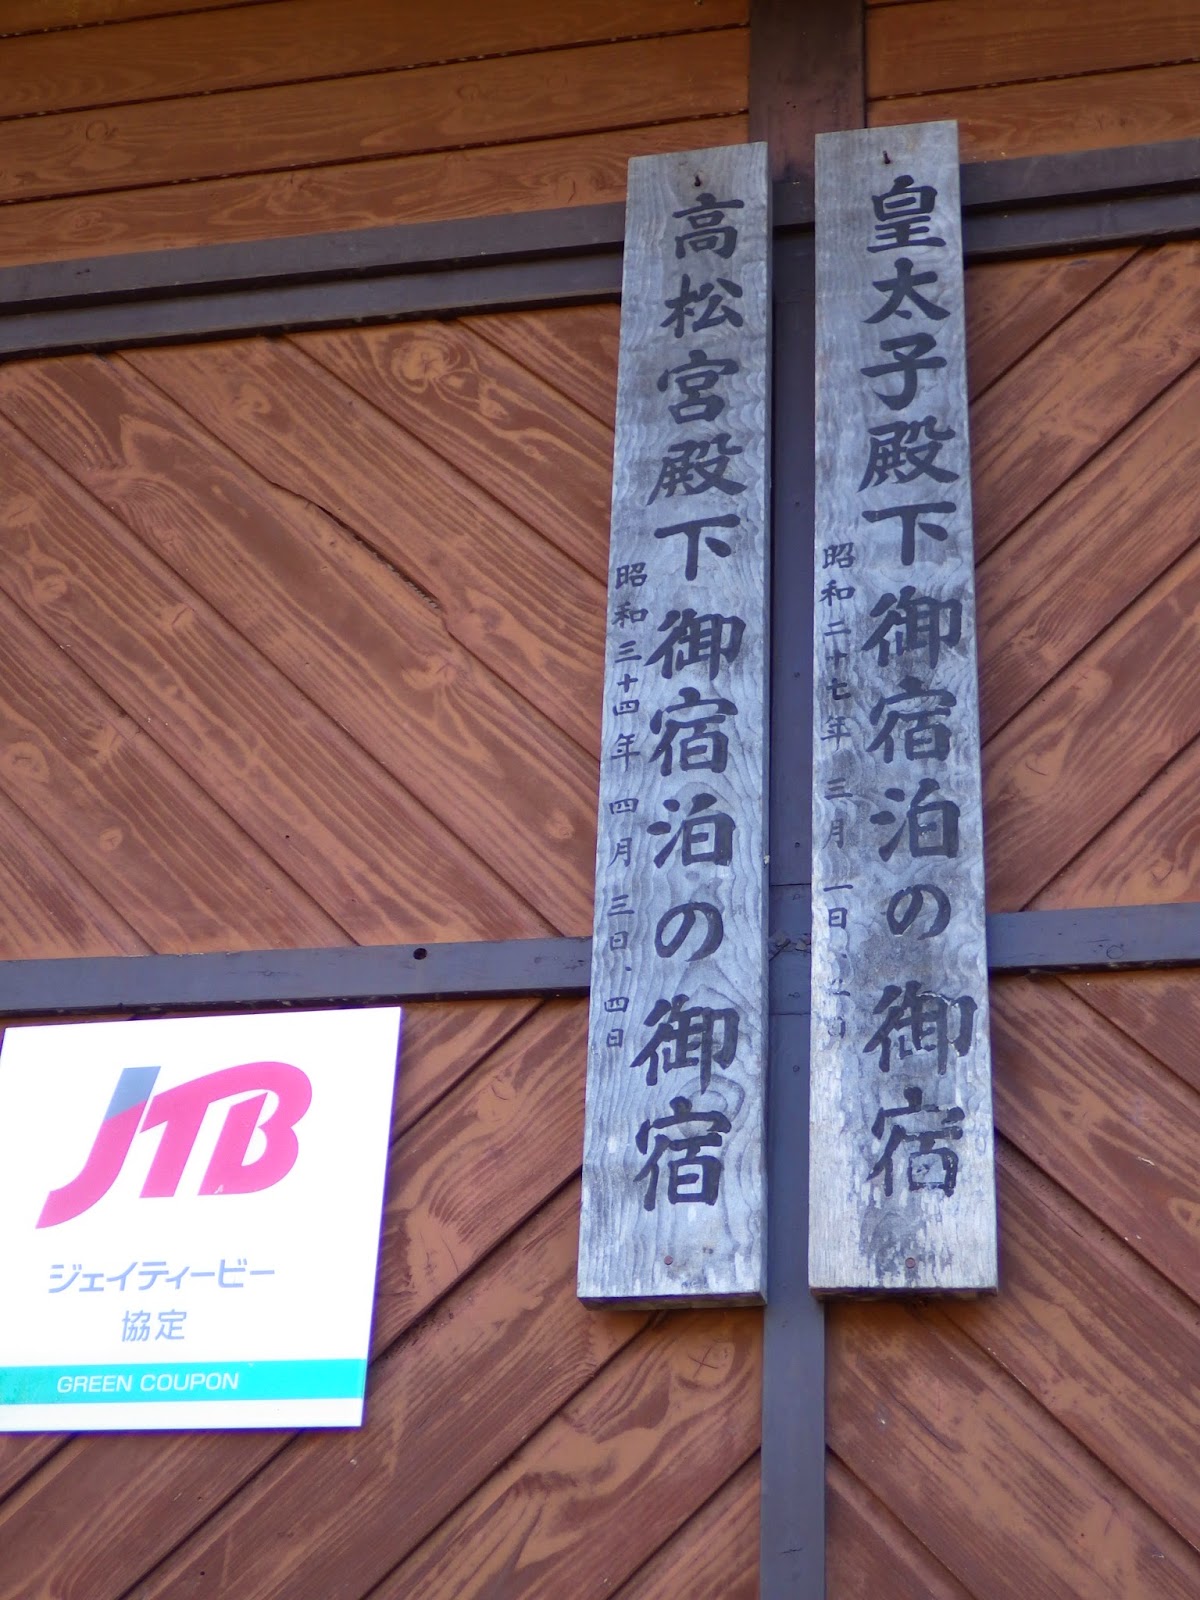 皇太子殿下御宿泊の御宿
昭和二十七年 三月 一日、二日
高松宮殿下御宿泊の御宿
昭和三十四年 四月 三日、四日
JTB
ジェイティービー
協定
GREEN COUPON